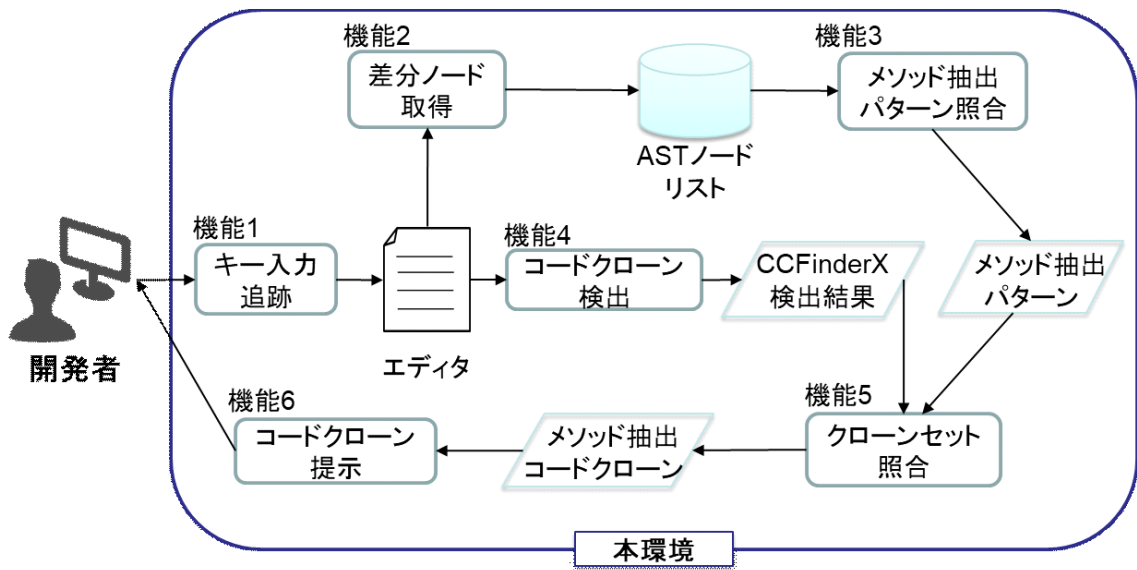 機能2
差分ノード
取得
ASTノード
リスト
機能3
メソッド抽出
パターン照合
機能1
キー入力
追跡
エディタ
機能4
コードクローン
検出
CCFinderX
検出結果
メソッド抽出
パターン
開発者
機能6
コードクローン
提示
メソッド抽出
コードクローン
機能5
クローンセット
照合
本環境